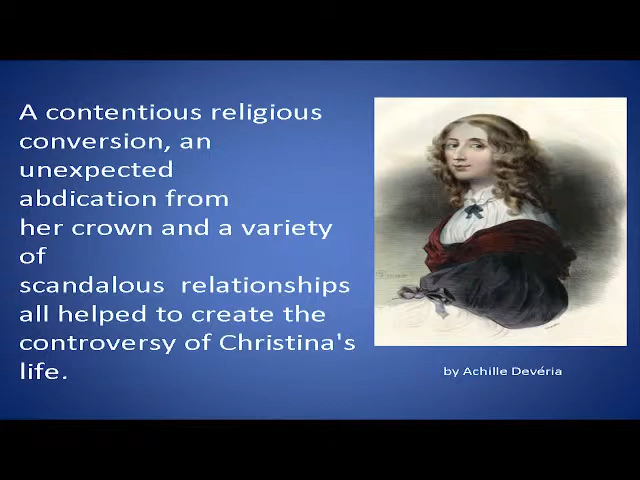 A contentious religious
conversion, an
unexpected
abdication from
her crown and a variety
of
scandalous  relationships
all helped to create the
controversy of Christina's
life.
by Achille Devéria